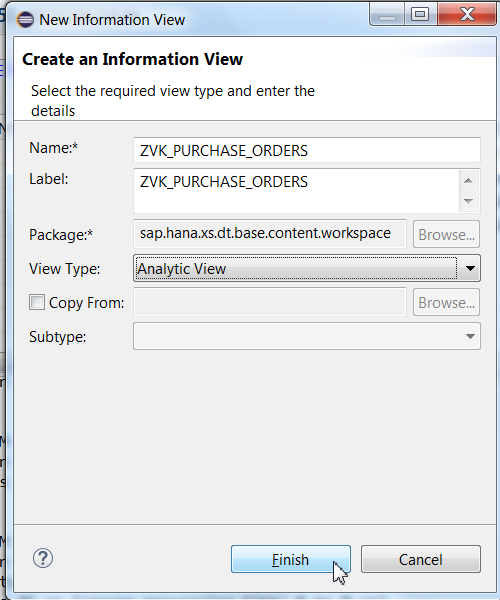 New Information View
Create an Information View
Select the required view type and enter the
details
Name:* ZVK_PURCHASE_ORDERS
Label: ZVK_PURCHASE_ORDERS
Package:* sap.hana.xs.dt.base.content.workspace Browse...
View Type: Analytic View
Copy From: Browse...
Subtype:
? Finish Cancel